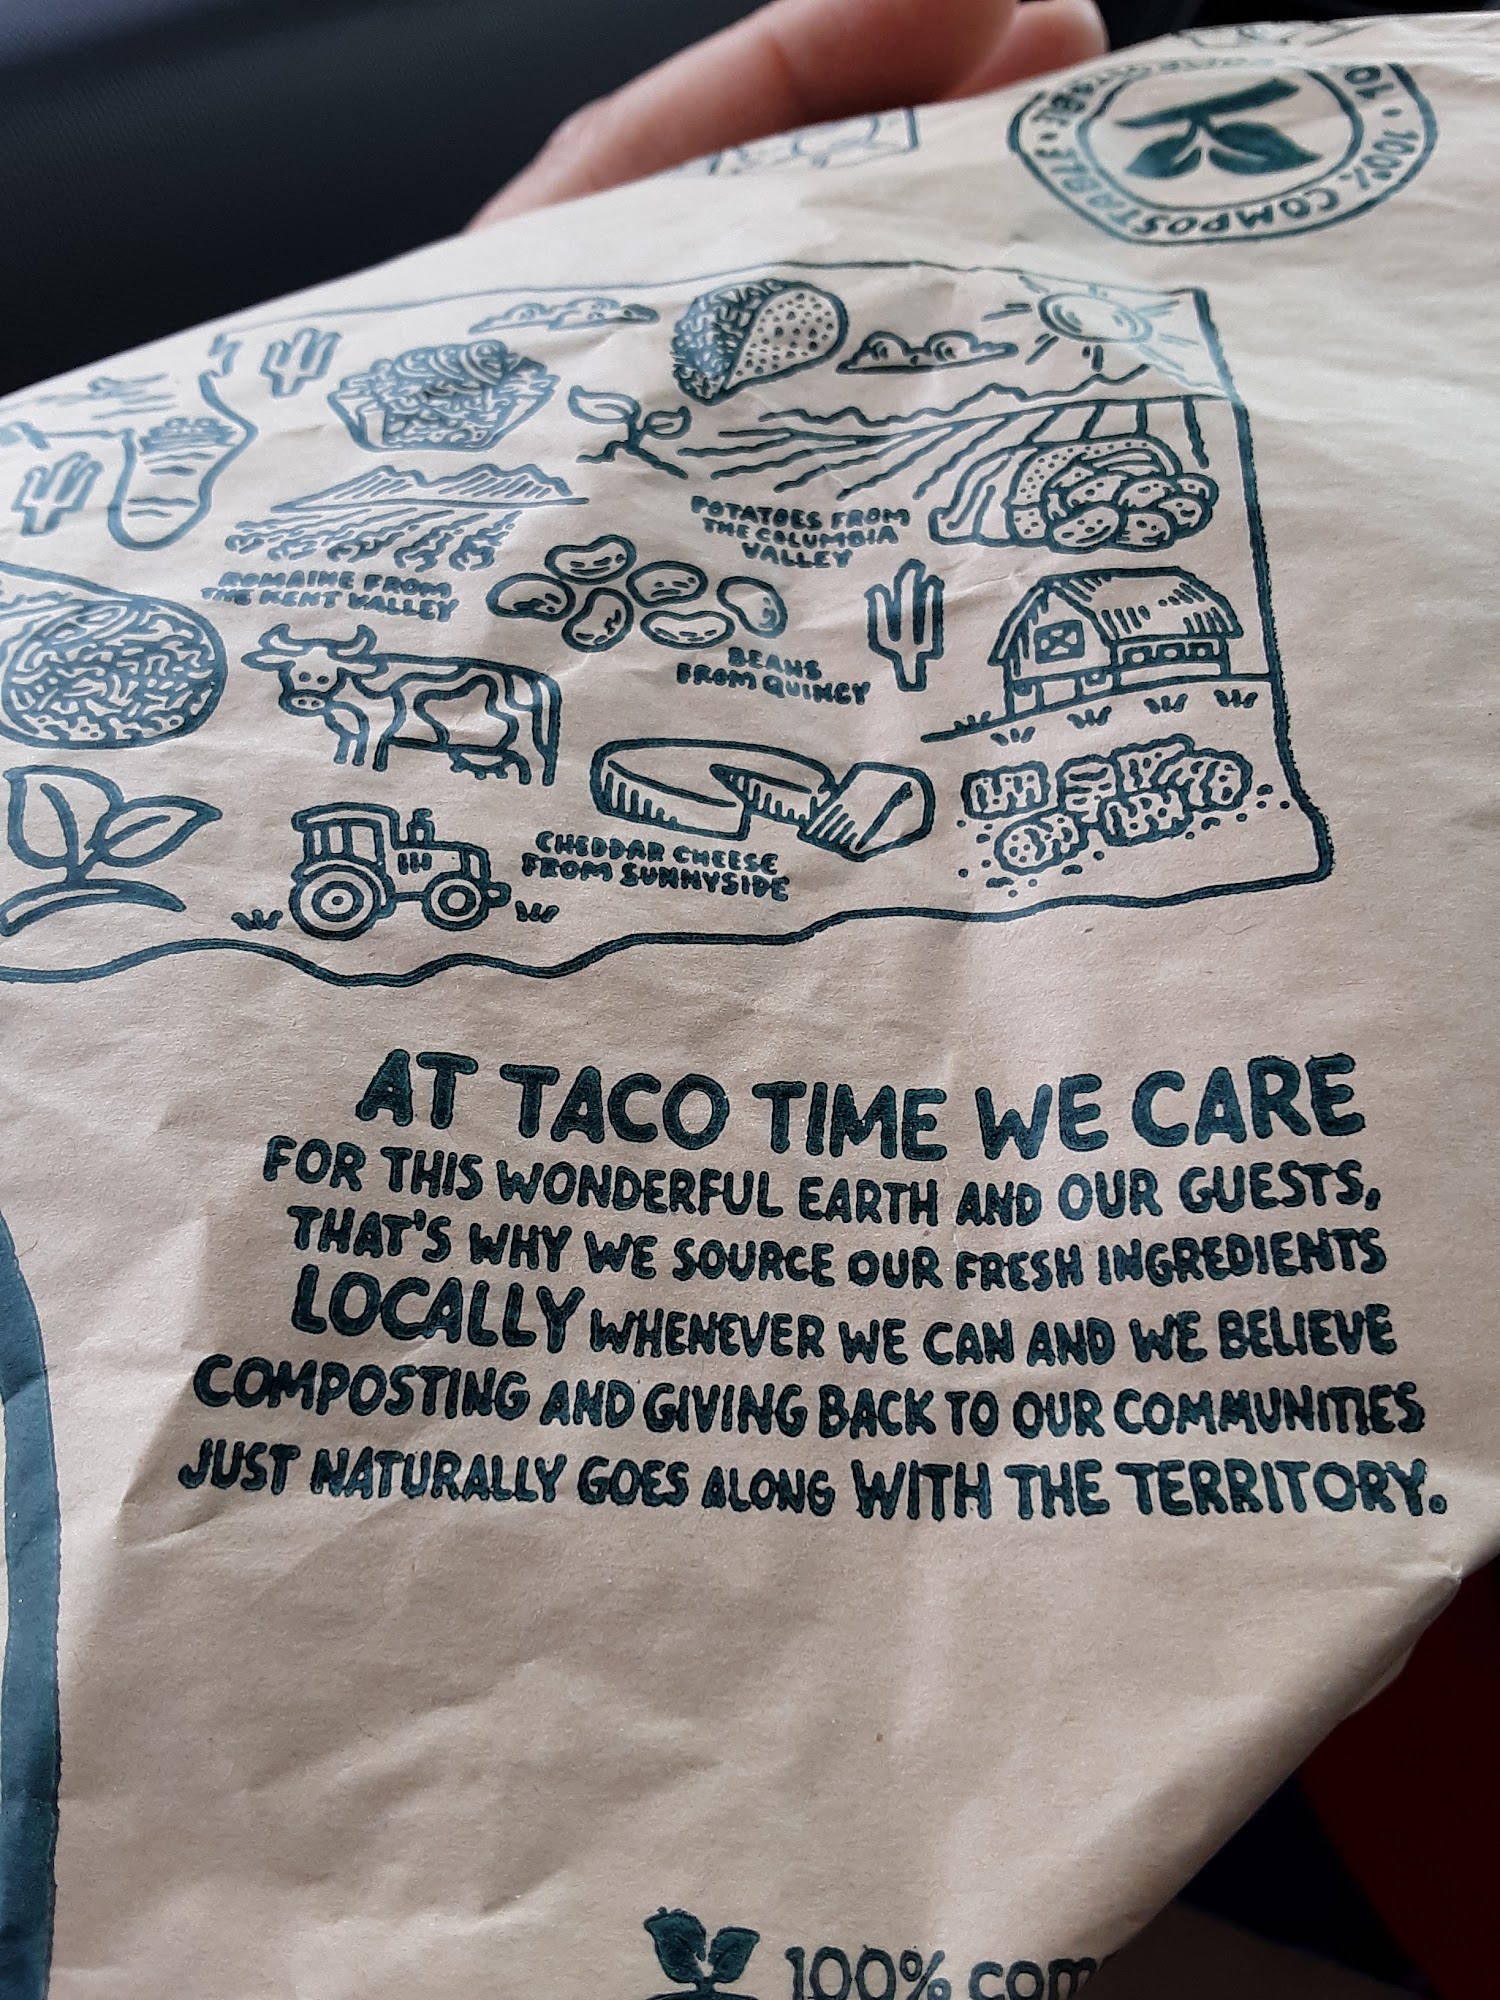 100% COMPOSTABLE
POTATOES FROM
THE COLUMBIA
VALLEY
ROMAINE FROM
THE KENT VALLEY
BEANS
FROM QUINCY
CHEDDAR CHEESE
FROM SUNNYSIDE
AT TACO TIME WE CARE
FOR THIS WONDERFUL EARTH AND OUR GUESTS,
THAT'S WHY WE SOURCE OUR FRESH INGREDIENTS
LOCALLY WHENEVER WE CAN AND WE BELIEVE
COMPOSTING AND GIVING BACK TO OUR COMMUNITIES
JUST NATURALLY GOES ALONG WITH THE TERRITORY.
100% com